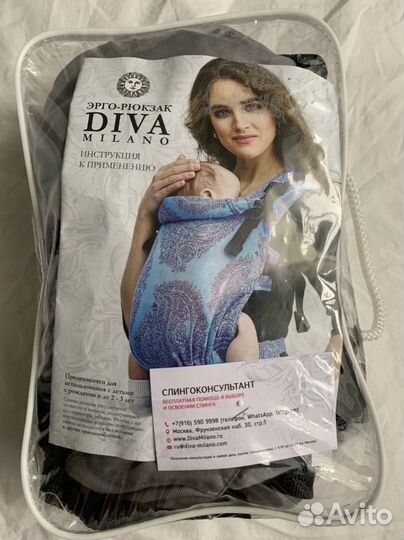 ЭРГО-РЮКЗАК
DIVA
MILANO
ИНСТРУКЦИЯ
К ПРИМЕНЕНИЮ
Предназначен для
использования с детьми
с рождения и до 2 - 3 лет
СЛИНГОКОНСУЛЬТАНТ
БЕСПЛАТНАЯ ПОМОЩЬ В ВЫБОРЕ
И ОСВОЕНИИ СЛИНГА
+7(916) 590 9998 (телефон, WhatsApp, Telegram)
Москва, Фрунзенская наб. 30, стр.5
www.DivaMilano.ru
ru@diva-milano.com
Avito